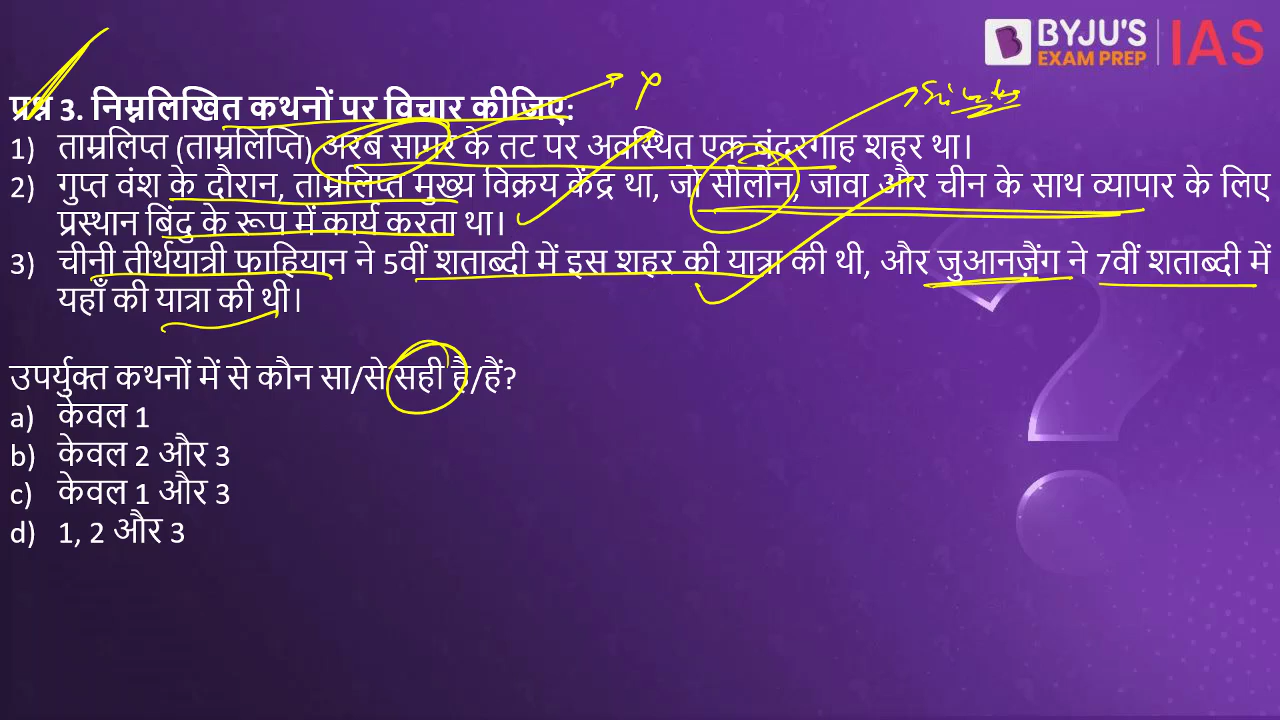 BYJU'S
EXAM PREP
IAS
प्रश्न 3. निम्नलिखित कथनों पर विचार कीजिए:
1) ताम्रलिप्त (ताम्रलिप्ति) अरब सागर के तट पर अवस्थित एक बंदरगाह शहर था।
2) गुप्त वंश के दौरान, ताम्रलिप्त मुख्य विक्रय केंद्र था, जो सीलोन, जावा और चीन के साथ व्यापार के लिए
प्रस्थान बिंदु के रूप में कार्य करता था।
3) चीनी तीर्थयात्री फाहियान ने 5वीं शताब्दी में इस शहर की यात्रा की थी, और जुआनज़ैंग ने 7वीं शताब्दी में
यहाँ की यात्रा की थी।
उपर्युक्त कथनों में से कौन सा/से सही है/हैं?
a) केवल 1
b) केवल 2 और 3
c) केवल 1 और 3
d) 1, 2 और 3